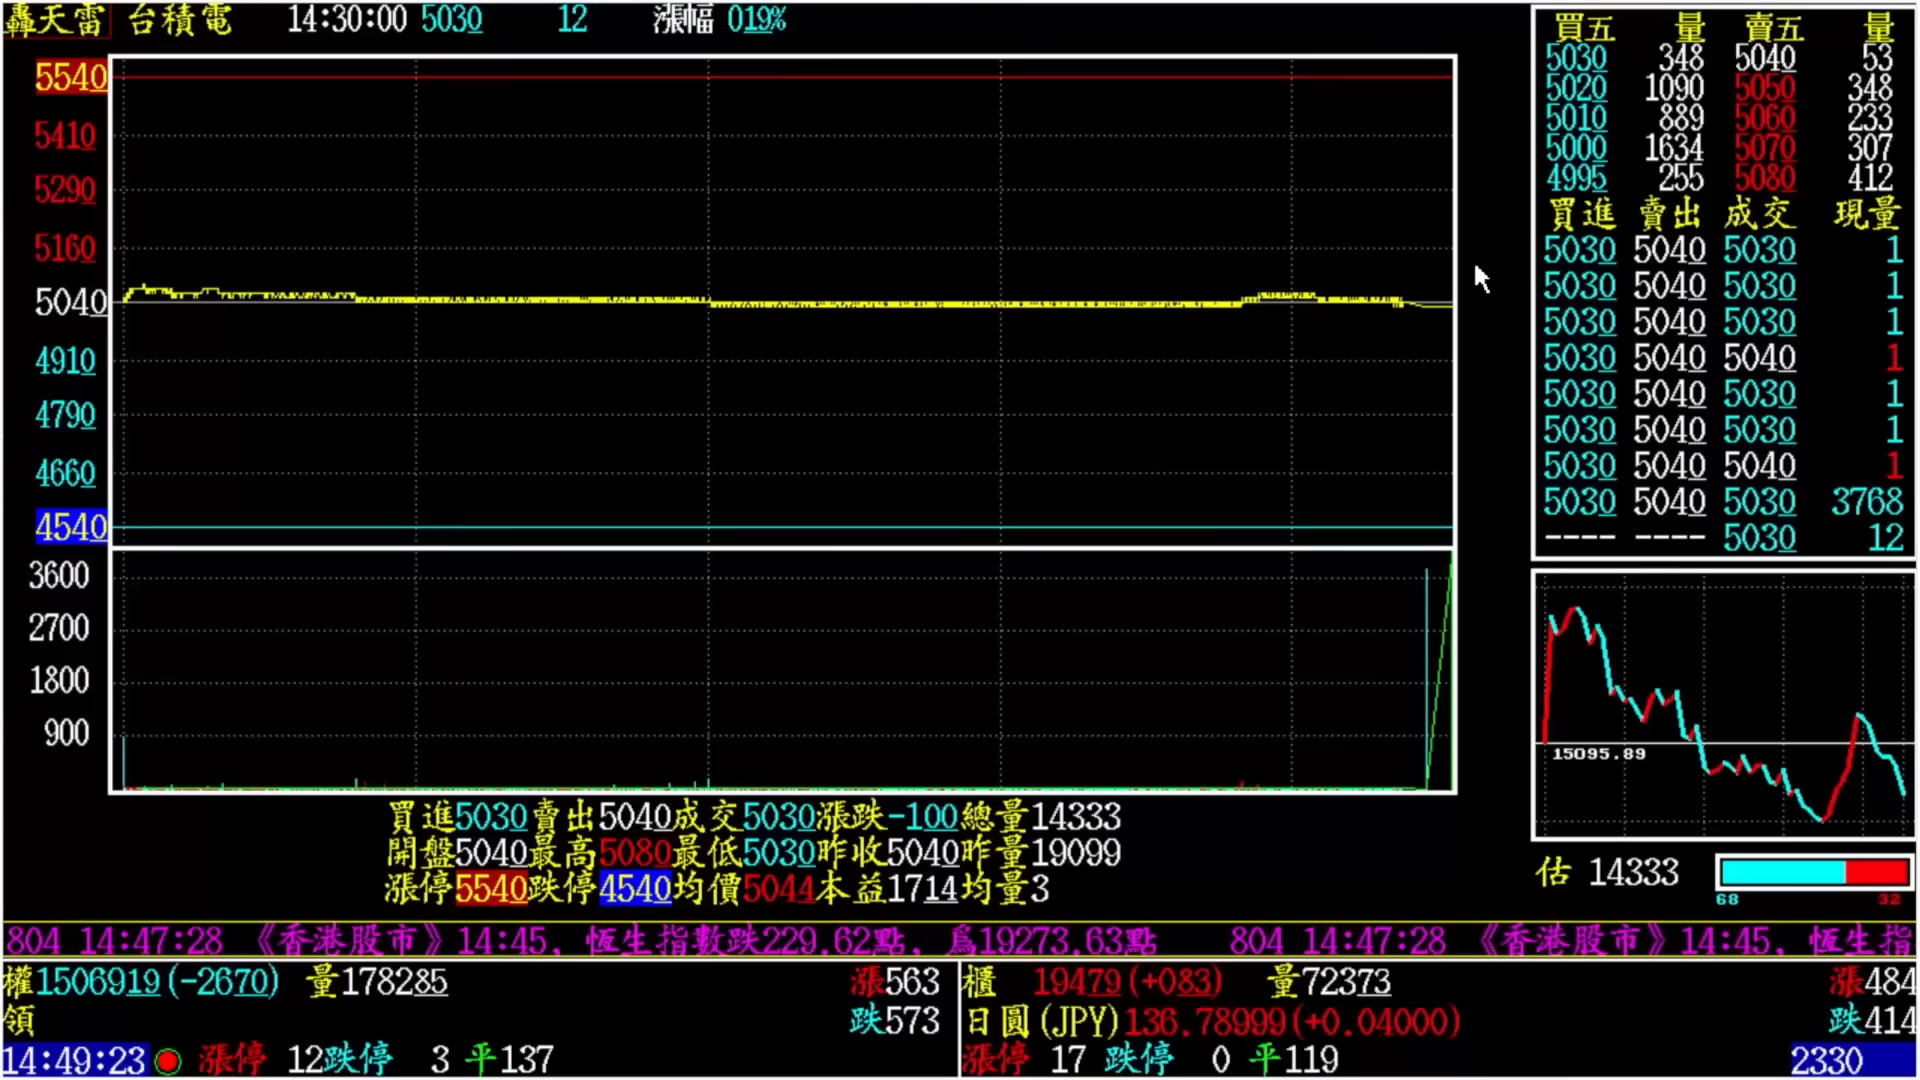 轟天雷 台積電 14:30:00 5030 12 漲幅 019%
5540
5410
5290
5160
5040
4910
4790
4660
4540
3600
2700
1800
900
買進5030賣出5040成交5030漲跌-100總量14333
開盤5040最高5080最低5030昨收5040昨量19099
漲停5540跌停4540均價5044本益1714均量3
買五 量 賣五 量
5030 348 5040 53
5020 1090 5050 348
5010 889 5060 233
5000 1634 5070 307
4995 255 5080 412
買進 賣出 成交 現量
5030 5040 5030 1
5030 5040 5030 1
5030 5040 5030 1
5030 5040 5040 1
5030 5040 5030 1
5030 5040 5030 1
5030 5040 5040 1
5030 5040 5030 3768
---- ---- 5030 12
15095.89
估 14333
68 32
804 14:47:28 《香港股市》14:45, 恆生指數跌229.62點, 為19273.63點 804 14:47:28 《香港股市》14:45, 恆生指
權1506919(-2670) 量178285 漲563
領 跌573
14:49:23 漲停 12跌停 3 平137
櫃 19479(+083) 量72373 漲484
日圓(JPY)136.78999(+0.04000) 跌414
漲停 17 跌停 0 平119 2330